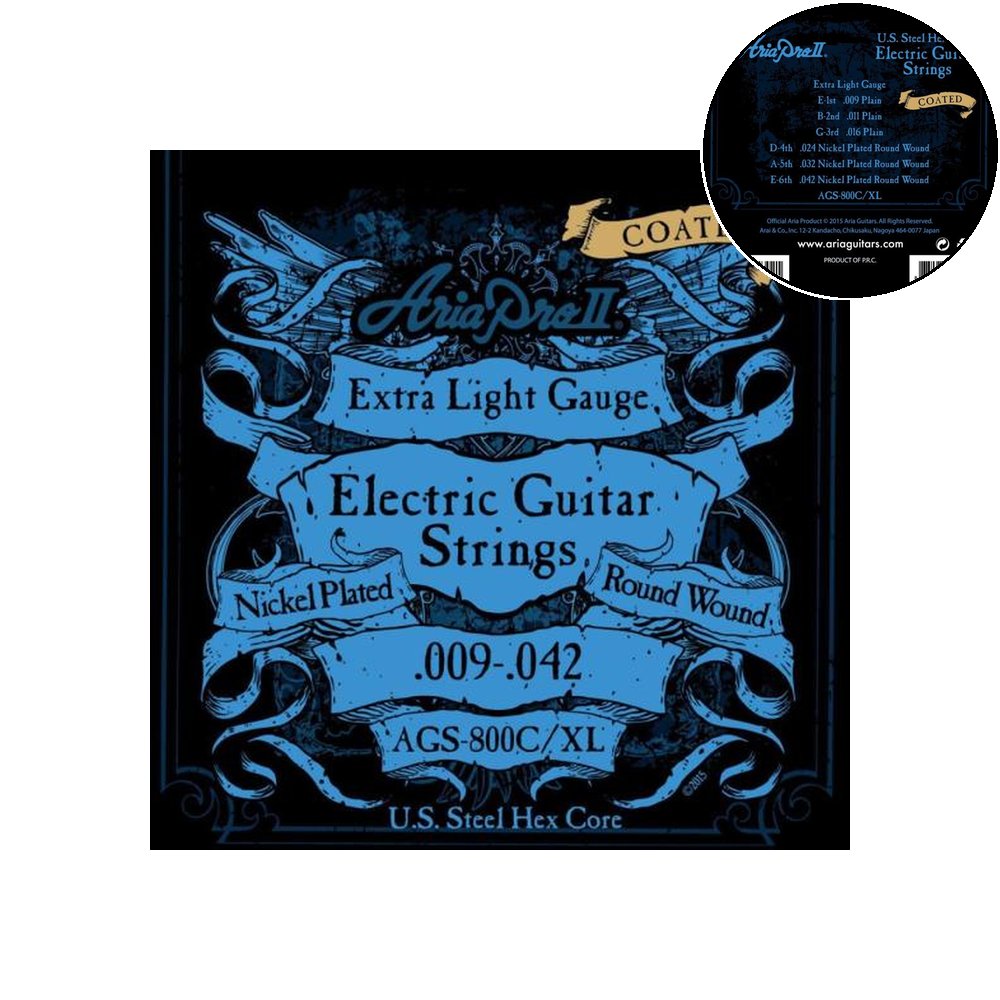 AriaProII®
U.S. Steel
Electric
Strings
Extra Light Gauge
E-1st .009 Plain
COATED
B-2nd .011 Plain
G-3rd .016 Plain
D-4th .024 Nickel Plated Round Wound
A-5th .032 Nickel Plated Round Wound
E-6th .042 Nickel Plated Round Wound
AGS-800C/XL
Official Aria Product © 2015 Aria Guitars. All Rights Reserved.
Arai & Co., Inc. 12-2 Kandacho, Chikusaku, Nagoya 464-0077 Japan
www.ariaguitars.com
PRODUCT OF P.R.C.
AriaProII®
Extra Light Gauge
Electric Guitar
Strings
Nickel Plated
Round Wound
.009-.042
AGS-800C/XL
©2015
U.S. Steel Hex Core